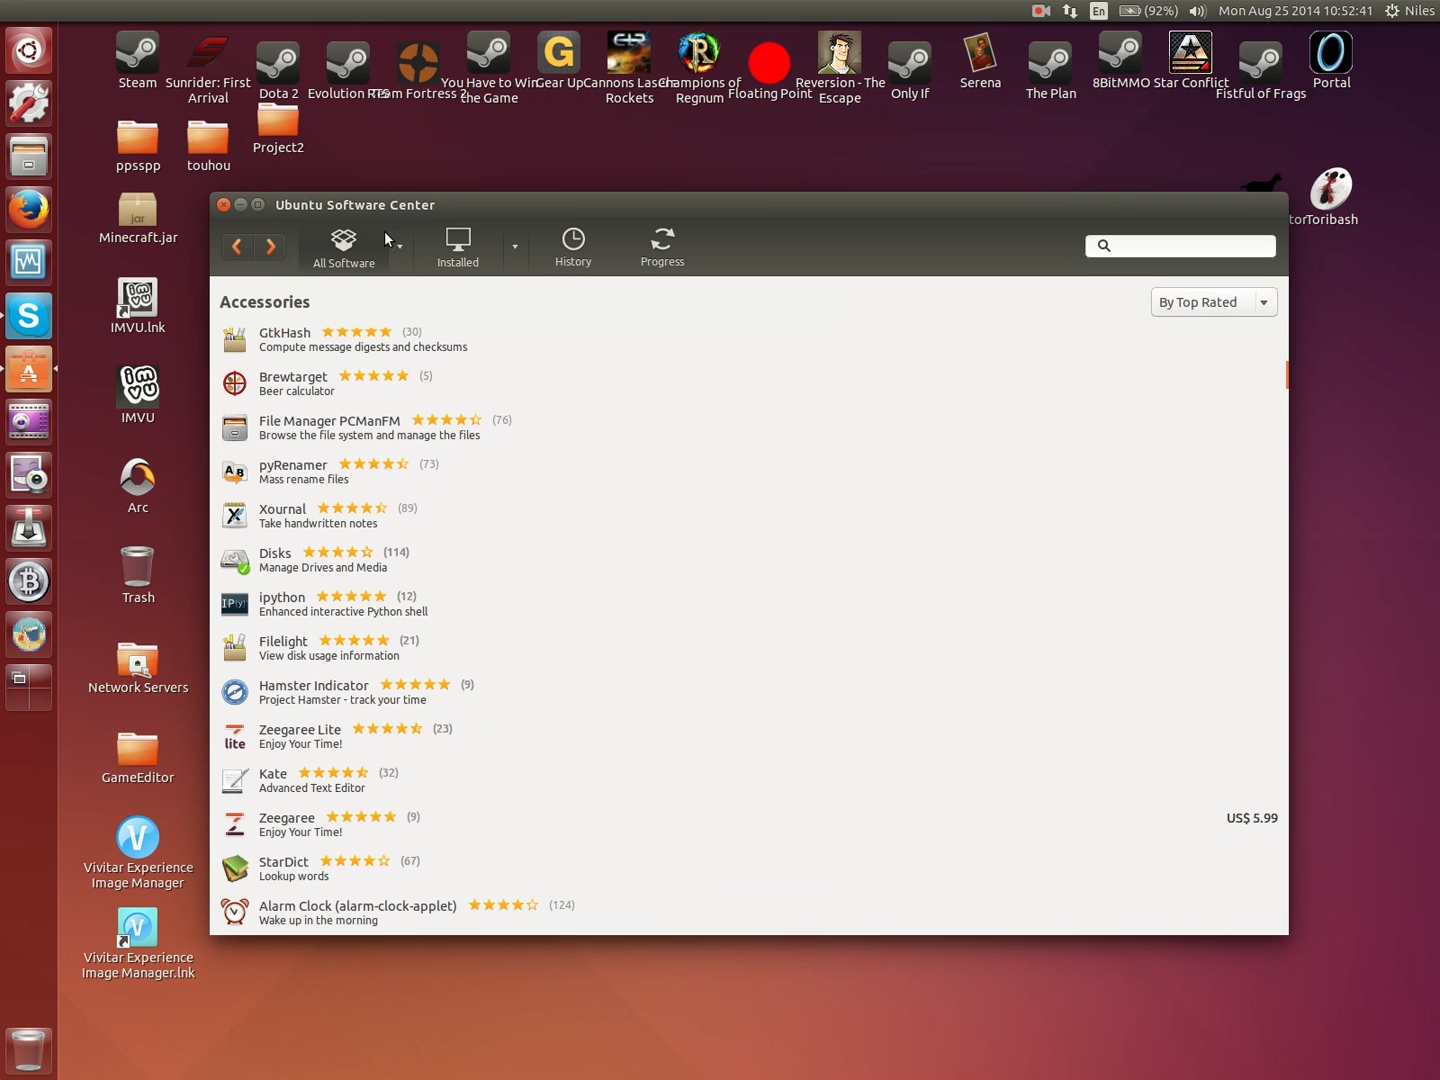 En (92%) Mon Aug 25 2014 10:52:41 Niles
Steam
Sunrider: First
Arrival
Dota 2
Evolution RTS
Team Fortress 2
You Have to Win
the Game
Gear Up
Cannons Lasers
Rockets
Champions of
Regnum
Floating Point
Reversion - The
Escape
Only If
Serena
The Plan
8BitMMO
Star Conflict
Fistful of Frags
Portal
ppsspp
touhou
Project2
Toribash
jar
Minecraft.jar
IMVU.lnk
imvu
IMVU
Arc
Trash
Network Servers
GameEditor
Vivitar Experience
Image Manager
Vivitar Experience
Image Manager.lnk
Ubuntu Software Center
All Software
Installed
History
Progress
Accessories
By Top Rated
GtkHash (30)
Compute message digests and checksums
Brewtarget (5)
Beer calculator
File Manager PCManFM (76)
Browse the file system and manage the files
pyRenamer (73)
Mass rename files
Xournal (89)
Take handwritten notes
Disks (114)
Manage Drives and Media
IP[y]
ipython (12)
Enhanced interactive Python shell
Filelight (21)
View disk usage information
Hamster Indicator (9)
Project Hamster - track your time
lite
Zeegaree Lite (23)
Enjoy Your Time!
Kate (32)
Advanced Text Editor
Zeegaree (9)
Enjoy Your Time!
US$ 5.99
StarDict (67)
Lookup words
Alarm Clock (alarm-clock-applet) (124)
Wake up in the morning